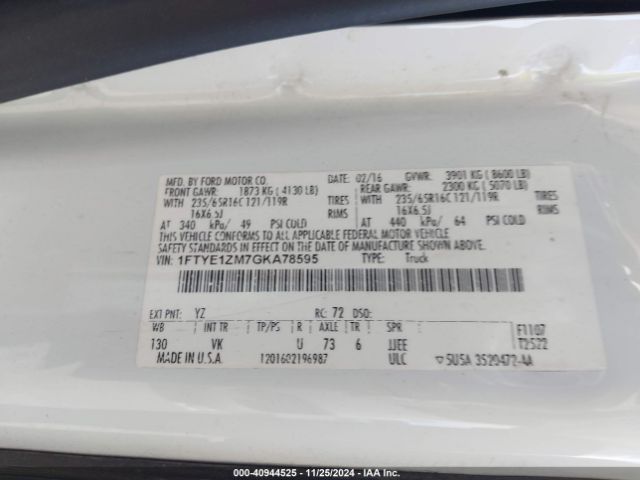 MFD. BY FORD MOTOR CO. DATE: 02/16 GVWR: 3901 KG ( 8600 LB)
FRONT GAWR: 1873 KG ( 4130 LB) REAR GAWR: 2300 KG ( 5070 LB)
WITH 235/65R16C 121/119R TIRES WITH 235/65R16C 121/119R TIRES
16X6.5J RIMS 16X6.5J RIMS
AT 340 kPa/ 49 PSI COLD AT 440 kPa/ 64 PSI COLD
THIS VEHICLE CONFORMS TO ALL APPLICABLE FEDERAL MOTOR VEHICLE
SAFETY STANDARDS IN EFFECT ON THE DATE OF MANUFACTURE SHOWN ABOVE.
VIN: 1FTYE1ZM7GKA78595 TYPE: Truck
EXT PNT: YZ RC: 72 DSO:
WB INT TR TP/PS R AXLE TR SPR F1107
130 VK U 73 6 JJEE T2522
MADE IN U.S.A. 1201602196987 ULC 5U5A 3520472-AA
000-40944525 - 11/25/2024 - IAA Inc.